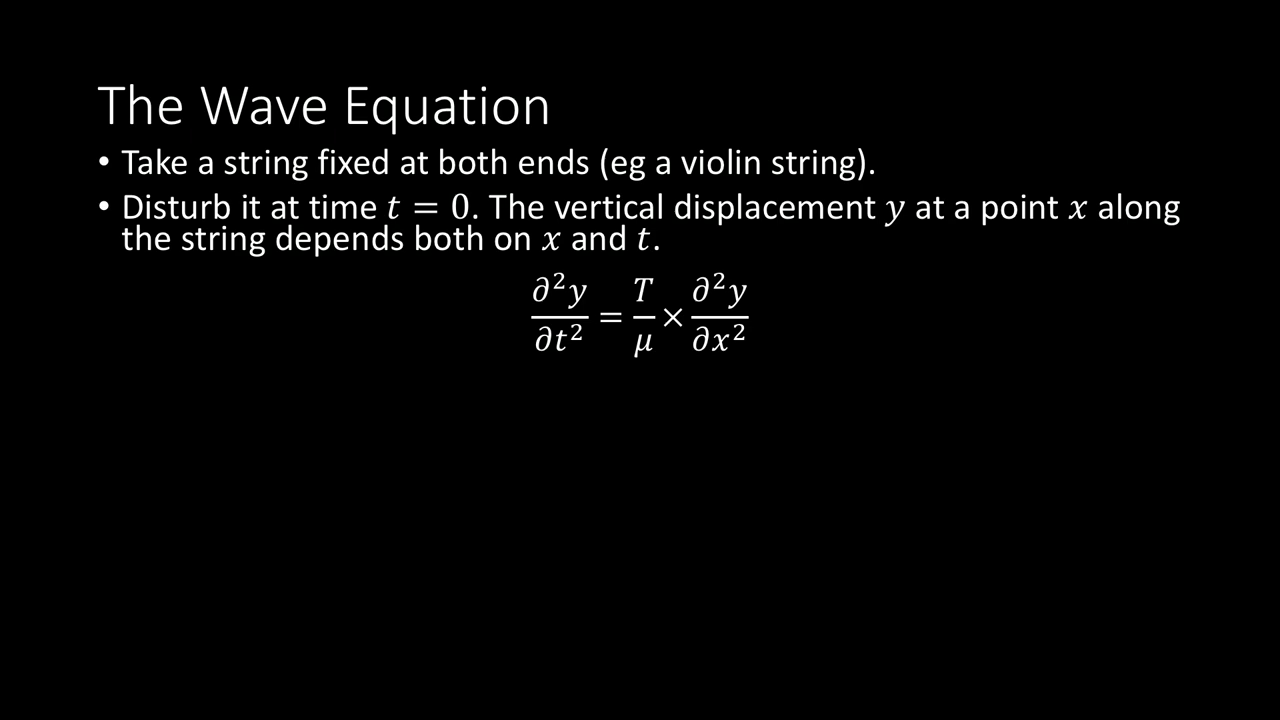 The Wave Equation
• Take a string fixed at both ends (eg a violin string).
• Disturb it at time 𝑡 = 0. The vertical displacement 𝑦 at a point 𝑥 along
the string depends both on 𝑥 and 𝑡.
∂²𝑦/∂𝑡² = 𝑇/𝜇 × ∂²𝑦/∂𝑥²